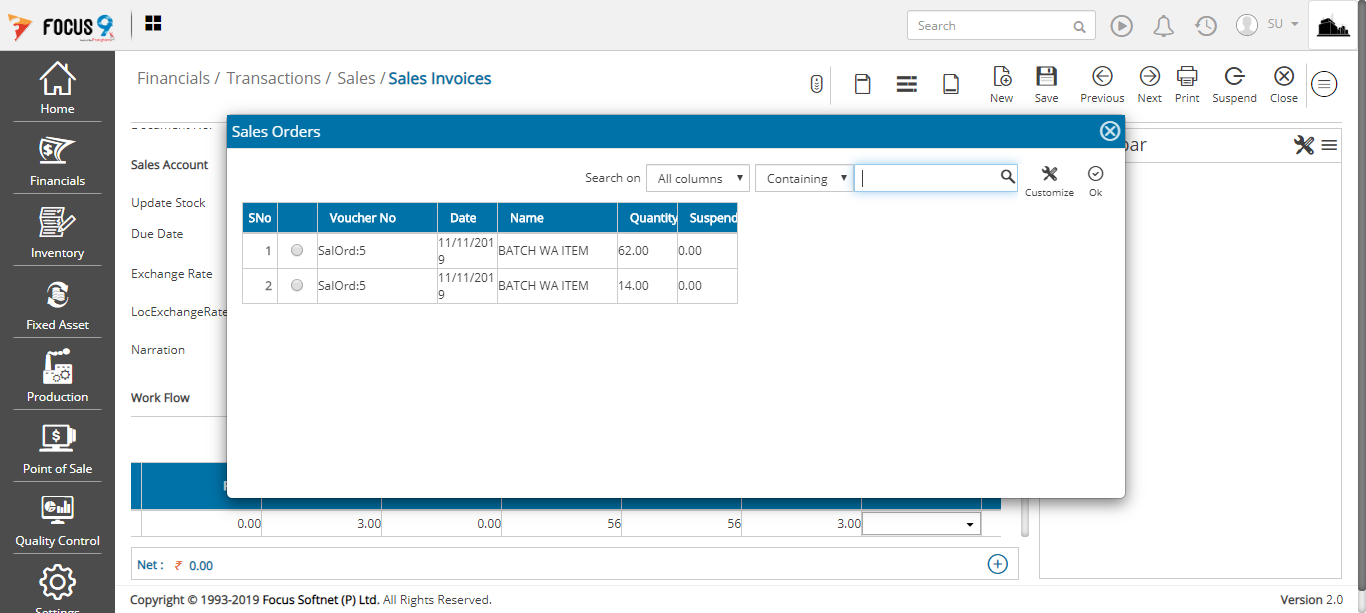 FOCUS 9
Search
SU
Home
Financials
Inventory
Fixed Asset
Production
Point of Sale
Quality Control
Settings
Financials / Transactions / Sales / Sales Invoices
New
Save
Previous
Next
Print
Suspend
Close
Document No.
Sales Account
Update Stock
Due Date
Exchange Rate
LocExchangeRate
Narration
Work Flow
bar
Sales Orders
Search on
All columns
Containing
Customize
Ok
SNo Voucher No Date Name Quantity Suspend
1 SalOrd:5 11/11/2019 BATCH WA ITEM 62.00 0.00
2 SalOrd:5 11/11/2019 BATCH WA ITEM 14.00 0.00
0.00 3.00 0.00 56 56 3.00
Net : ₹ 0.00
Copyright © 1993-2019 Focus Softnet (P) Ltd. All Rights Reserved.
Version 2.0